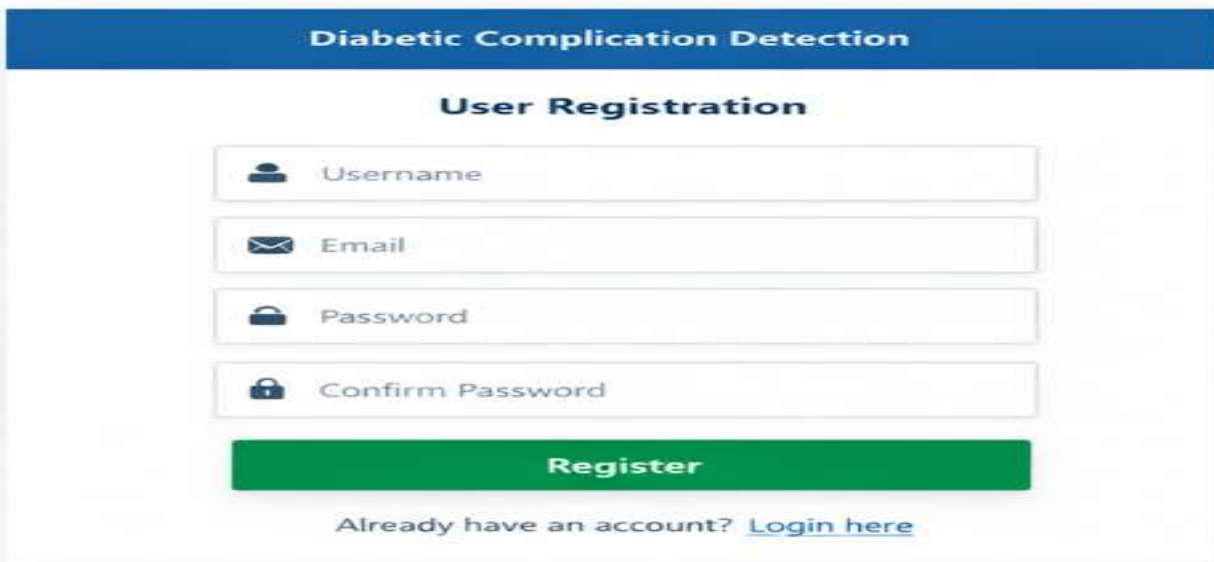 Diabetic Complication Detection
User Registration
Username
Email
Password
Confirm Password
Register
Already have an account? Login here